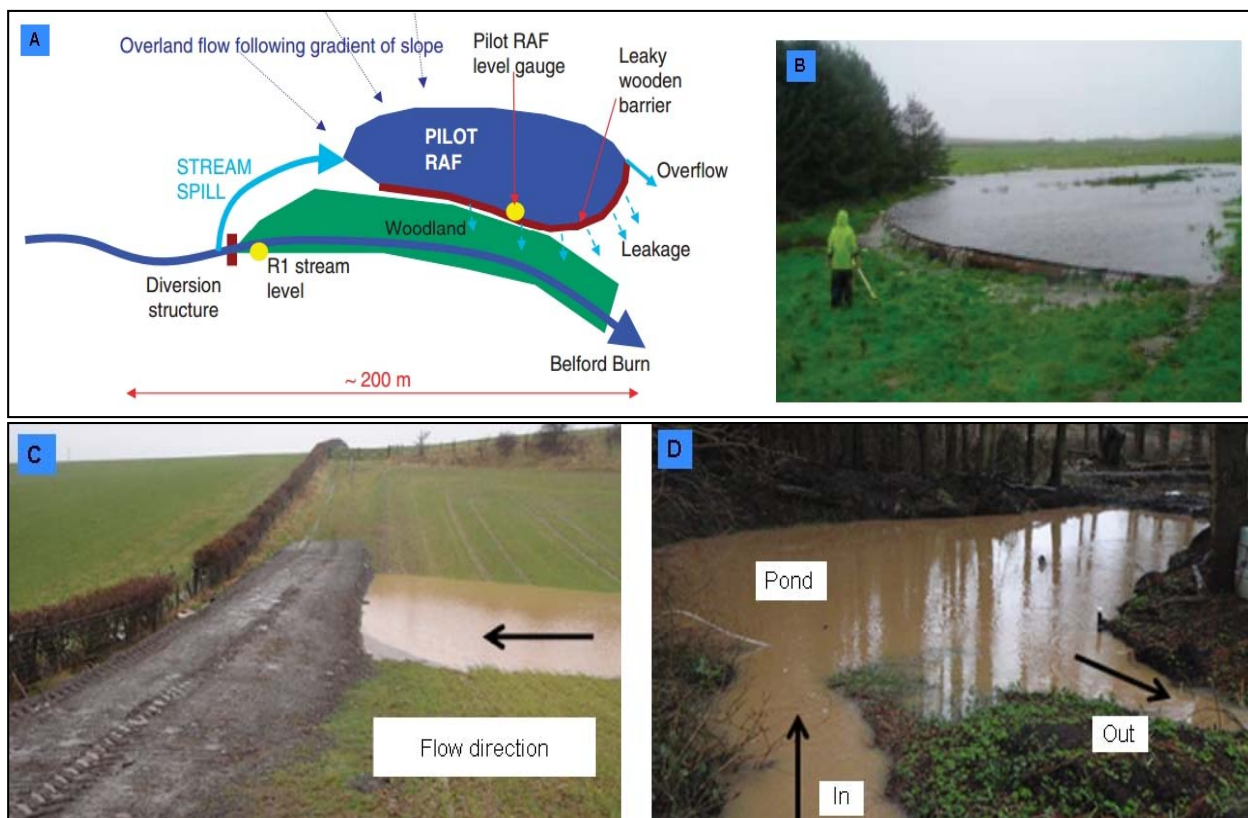 A
Overland flow following gradient of slope
Pilot RAF
level gauge
Leaky
wooden
barrier
PILOT
RAF
STREAM
SPILL
Overflow
Woodland
Leakage
R1 stream
level
Diversion
structure
Belford Burn
~ 200 m
B
C
Flow direction
D
Pond
Out
In